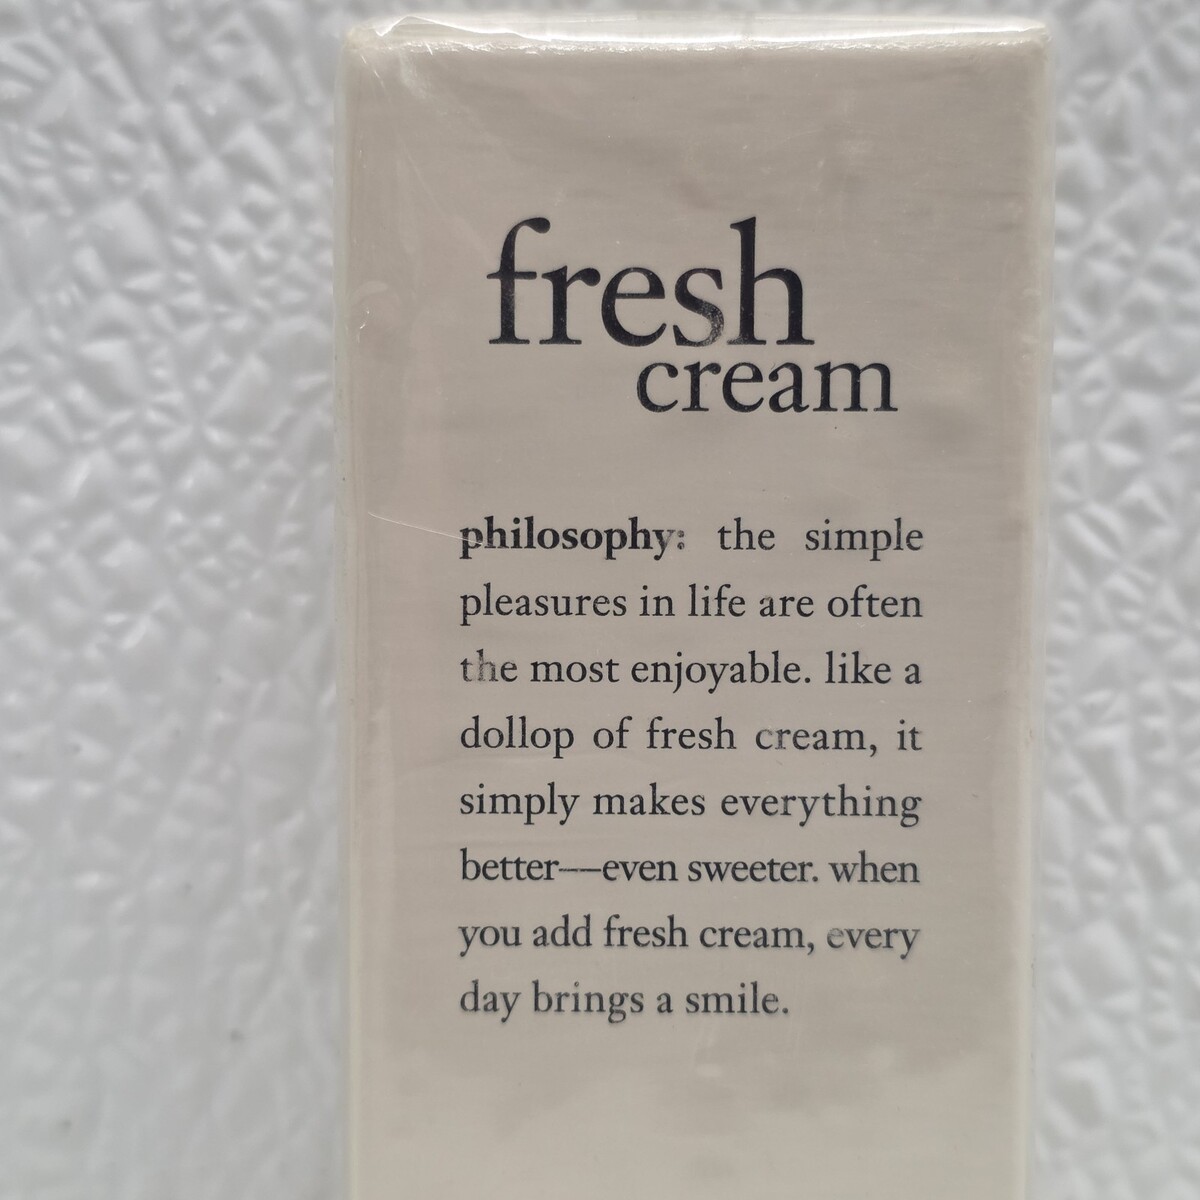 fresh
cream
philosophy: the simple
pleasures in life are often
the most enjoyable. like a
dollop of fresh cream, it
simply makes everything
better—even sweeter. when
you add fresh cream, every
day brings a smile.